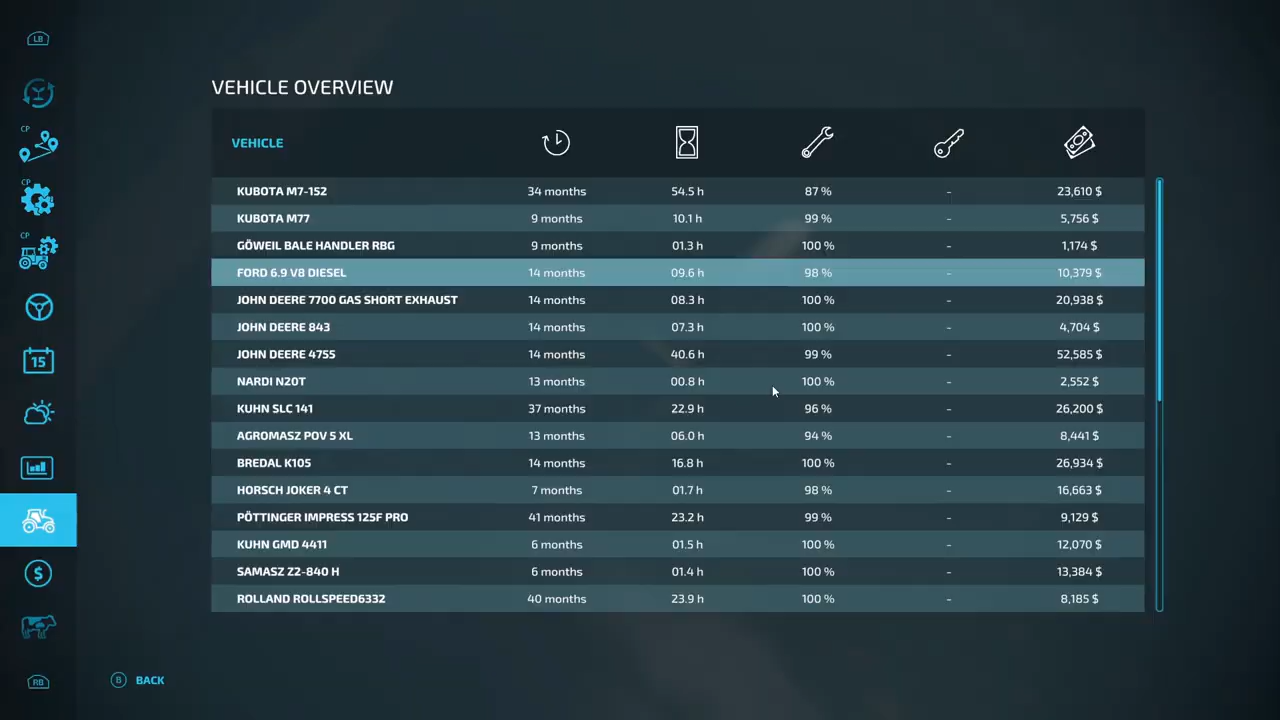 LB
VEHICLE OVERVIEW
VEHICLE
CP
KUBOTA M7-152 34 months 54.5 h 87 % - 23,610 $
CP
KUBOTA M77 9 months 10.1 h 99 % - 5,756 $
CP
GÖWEIL BALE HANDLER RBG 9 months 01.3 h 100 % - 1,174 $
FORD 6.9 V8 DIESEL 14 months 09.6 h 98 % - 10,379 $
JOHN DEERE 7700 GAS SHORT EXHAUST 14 months 08.3 h 100 % - 20,938 $
JOHN DEERE 843 14 months 07.3 h 100 % - 4,704 $
15
JOHN DEERE 4755 14 months 40.6 h 99 % - 52,585 $
NARDI N20T 13 months 00.8 h 100 % - 2,552 $
KUHN SLC 141 37 months 22.9 h 96 % - 26,200 $
AGROMASZ POV 5 XL 13 months 06.0 h 94 % - 8,441 $
BREDAL K105 14 months 16.8 h 100 % - 26,934 $
HORSCH JOKER 4 CT 7 months 01.7 h 98 % - 16,663 $
PÖTTINGER IMPRESS 125F PRO 41 months 23.2 h 99 % - 9,129 $
KUHN GMD 4411 6 months 01.5 h 100 % - 12,070 $
SAMASZ Z2-840 H 6 months 01.4 h 100 % - 13,384 $
$
ROLLAND ROLLSPEED6332 40 months 23.9 h 100 % - 8,185 $
RB
B BACK